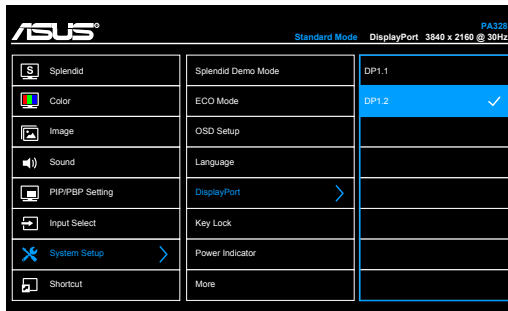 ASUS®
PA328
Standard Mode DisplayPort 3840 x 2160 @ 30Hz
S Splendid
Splendid Demo Mode
DP1.1
Color
ECO Mode
DP1.2
Image
OSD Setup
Sound
Language
PIP/PBP Setting
DisplayPort
Input Select
Key Lock
System Setup
Power Indicator
Shortcut
More